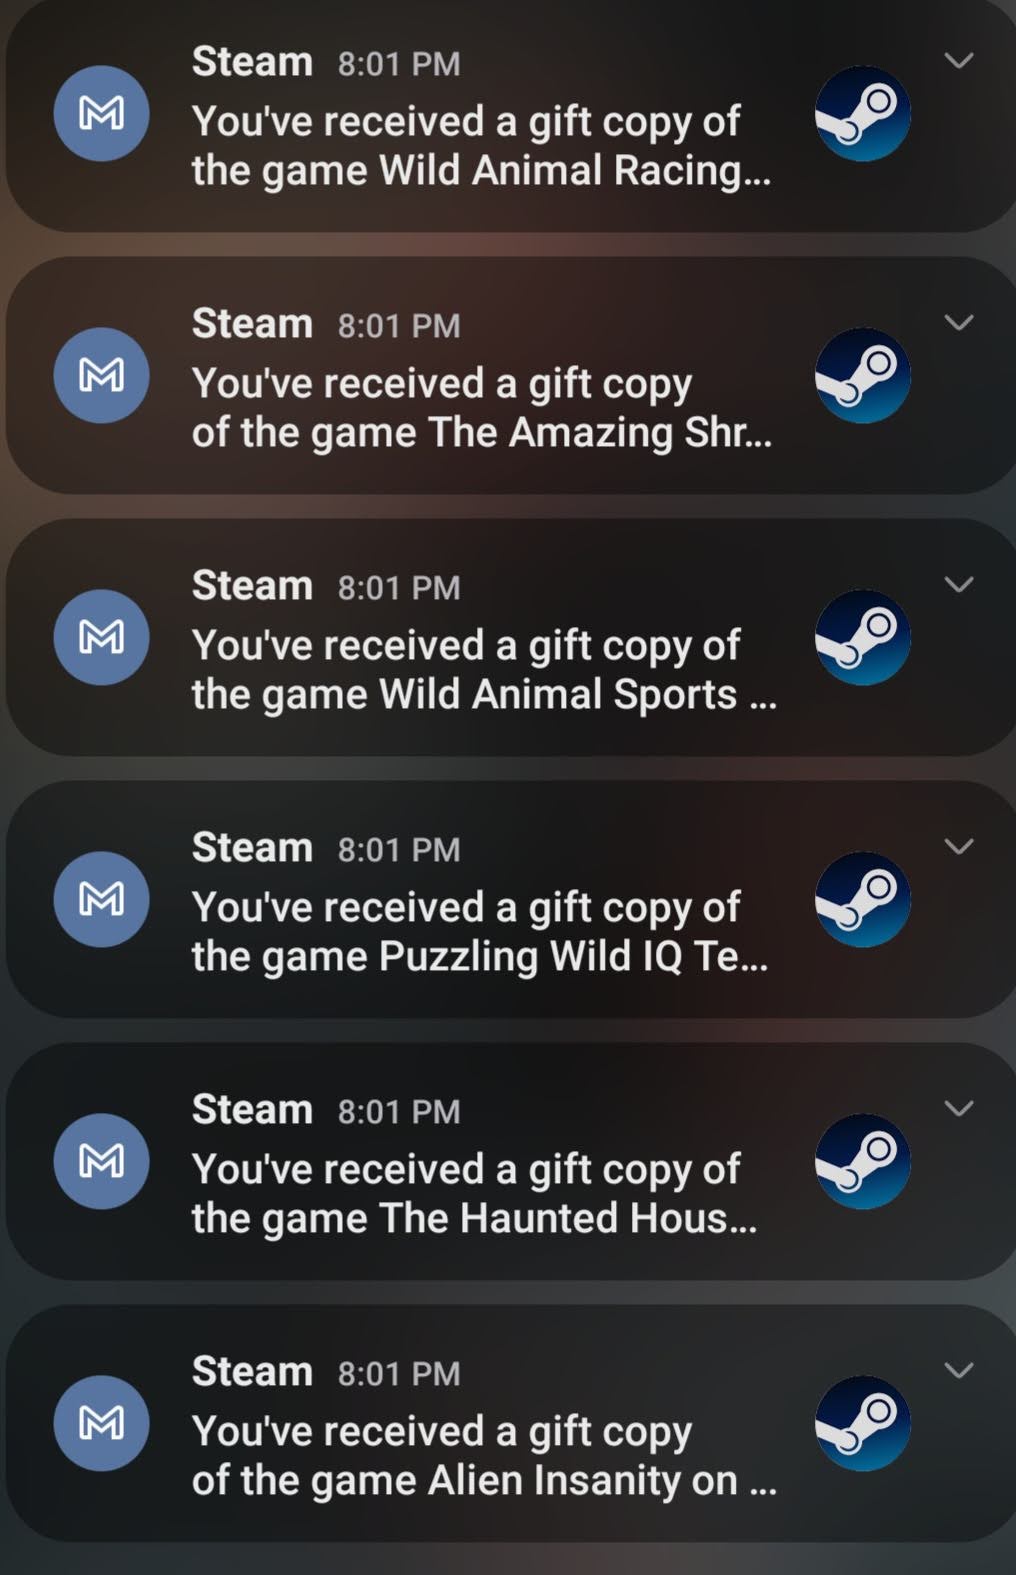 Steam 8:01 PM
You've received a gift copy of
the game Wild Animal Racing...
Steam 8:01 PM
You've received a gift copy
of the game The Amazing Shr...
Steam 8:01 PM
You've received a gift copy of
the game Wild Animal Sports ...
Steam 8:01 PM
You've received a gift copy of
the game Puzzling Wild IQ Te...
Steam 8:01 PM
You've received a gift copy of
the game The Haunted Hous...
Steam 8:01 PM
You've received a gift copy
of the game Alien Insanity on ...